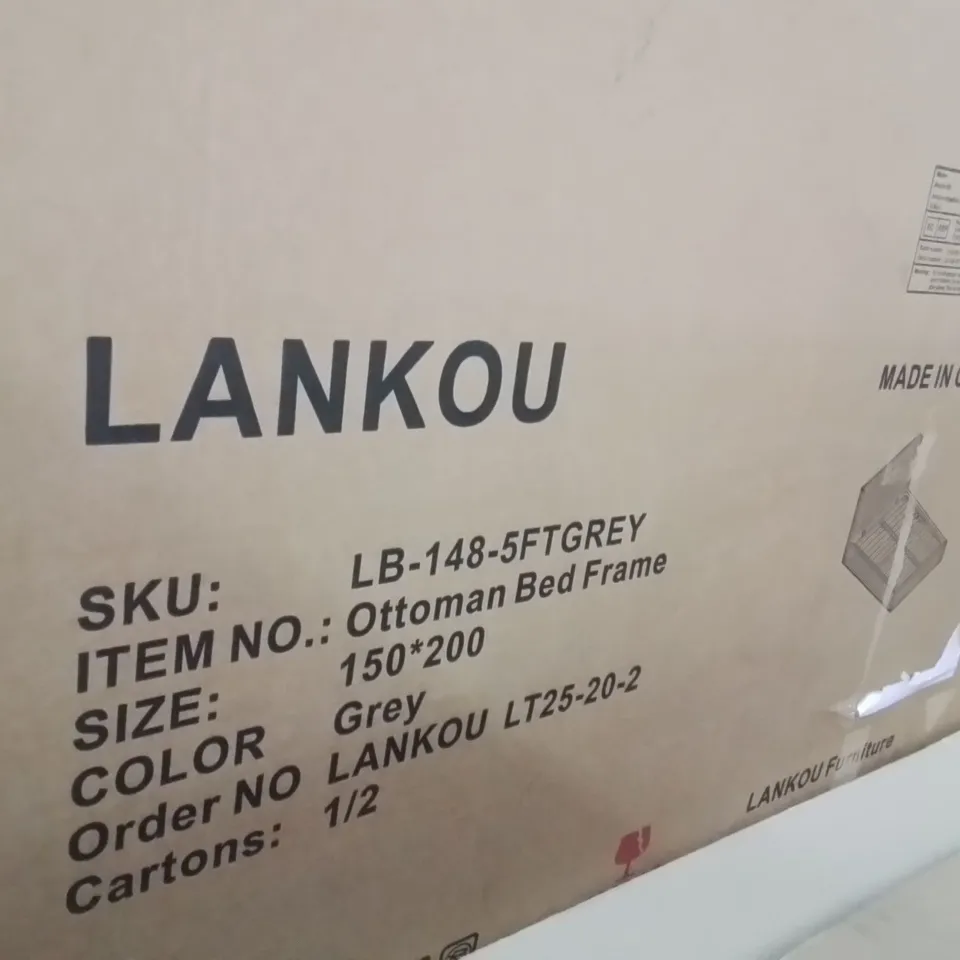 LANKOU
MADE IN
SKU: LB-148-5FTGREY
ITEM NO.: Ottoman Bed Frame
SIZE: 150*200
COLOR Grey
Order NO LANKOU LT25-20-2
Cartons: 1/2
LANKOU Furniture